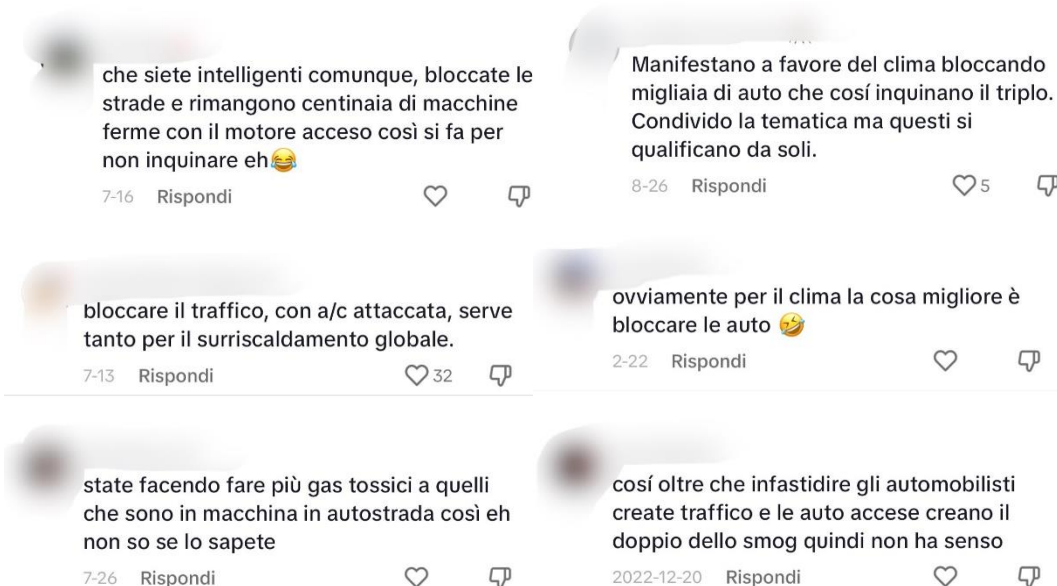 che siete intelligenti comunque, bloccate le
strade e rimangono centinaia di macchine
ferme con il motore acceso così si fa per
non inquinare eh😂
7-16 Rispondi
Manifestano a favore del clima bloccando
migliaia di auto che cosí inquinano il triplo.
Condivido la tematica ma questi si
qualificano da soli.
8-26 Rispondi 5
bloccare il traffico, con a/c attaccata, serve
tanto per il surriscaldamento globale.
7-13 Rispondi 32
ovviamente per il clima la cosa migliore è
bloccare le auto 🤣
2-22 Rispondi
state facendo fare più gas tossici a quelli
che sono in macchina in autostrada così eh
non so se lo sapete
7-26 Rispondi
cosí oltre che infastidire gli automobilisti
create traffico e le auto accese creano il
doppio dello smog quindi non ha senso
2022-12-20 Rispondi